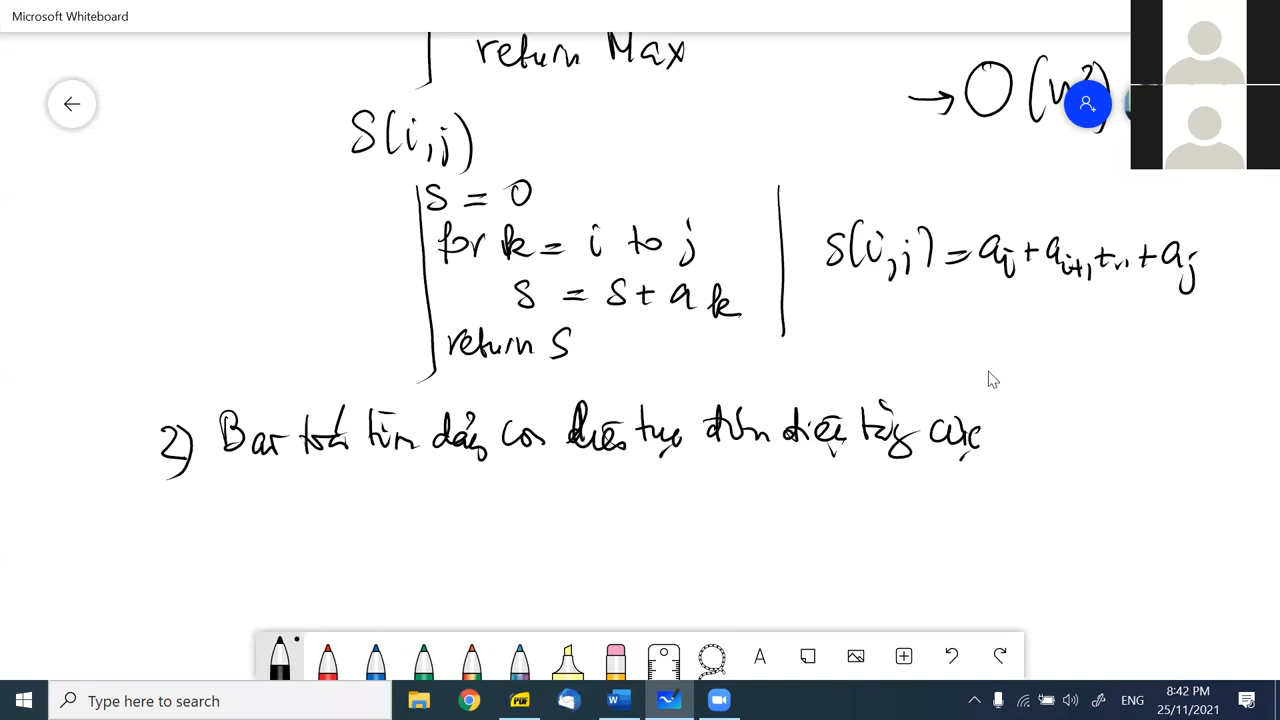 Microsoft Whiteboard
return Max
S(i,j)
s = 0
for k = i to j
s = s + a k
return S
S(i,j) = ai + ai+1 + ... + aj
2) Bài toán tìm dãy con liên tục đơn điệu tăng cực
A
Type here to search
ENG
8:42 PM
25/11/2021